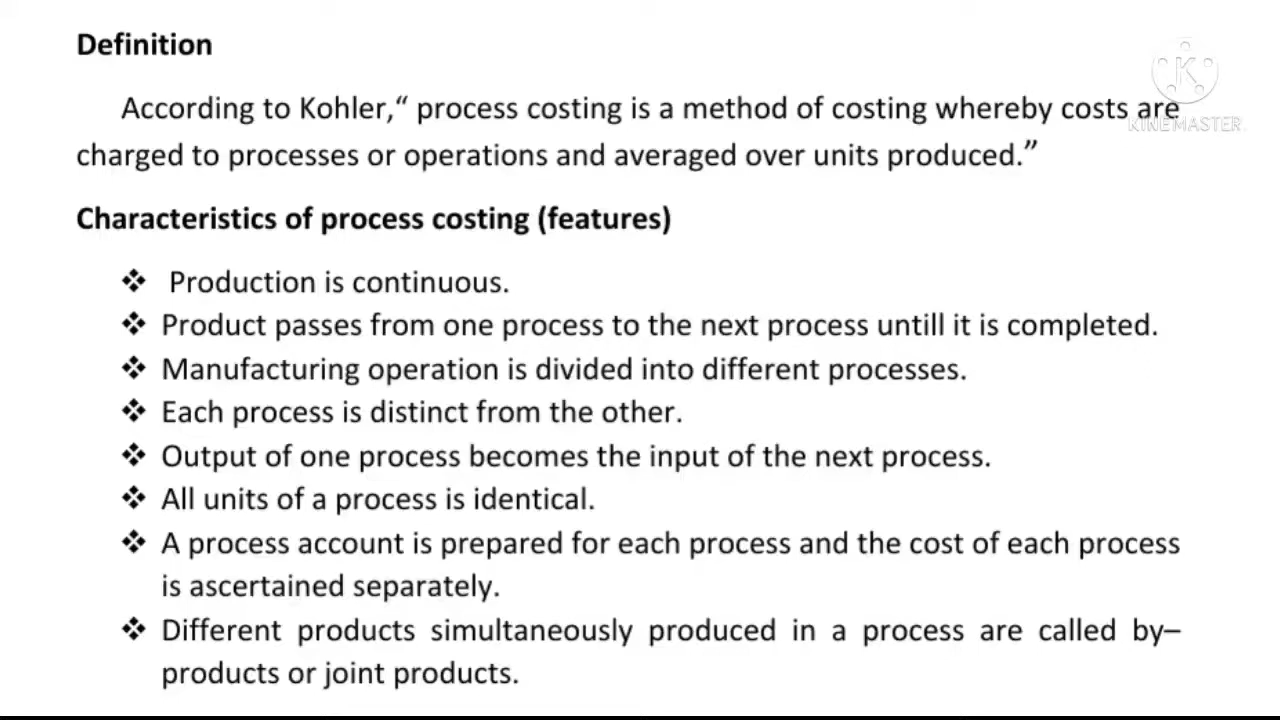 Definition
According to Kohler,“ process costing is a method of costing whereby costs are
charged to processes or operations and averaged over units produced.”
Characteristics of process costing (features)
❖ Production is continuous.
❖ Product passes from one process to the next process untill it is completed.
❖ Manufacturing operation is divided into different processes.
❖ Each process is distinct from the other.
❖ Output of one process becomes the input of the next process.
❖ All units of a process is identical.
❖ A process account is prepared for each process and the cost of each process
is ascertained separately.
❖ Different products simultaneously produced in a process are called by–
products or joint products.
K
KINEMASTER